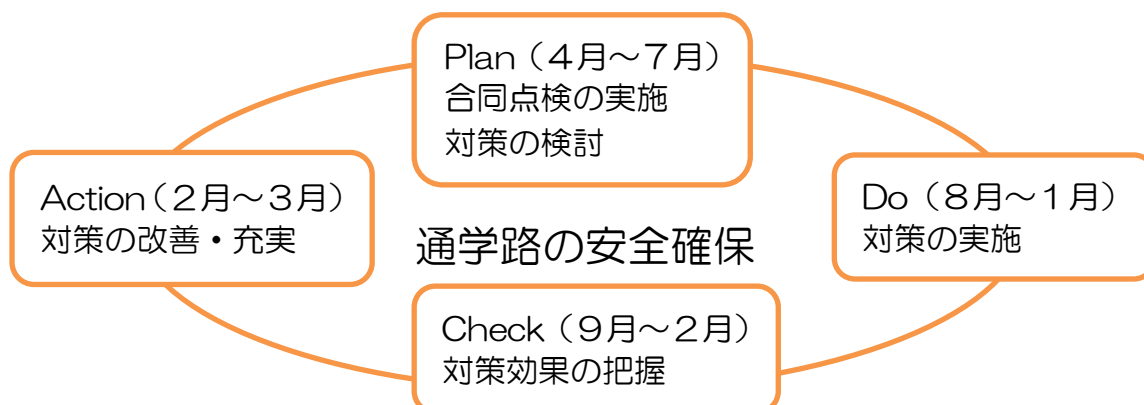 Plan（４月～７月）
合同点検の実施
対策の検討
Action（２月～３月）
対策の改善・充実
Do（８月～１月）
対策の実施
通学路の安全確保
Check（９月～２月）
対策効果の把握